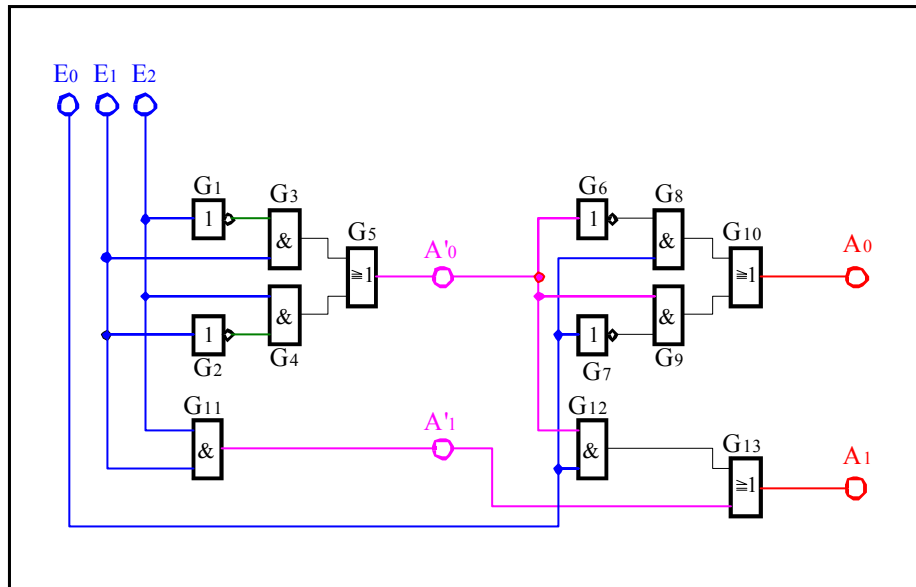 E0 E1 E2
G1 G3 G6 G8
1 & G5 1 & G10
A'0 A0
≧1 ≧1
& &
1 1
G2 G4 G7 G9
G11 G12
A'1 G13
& & A1
≧1